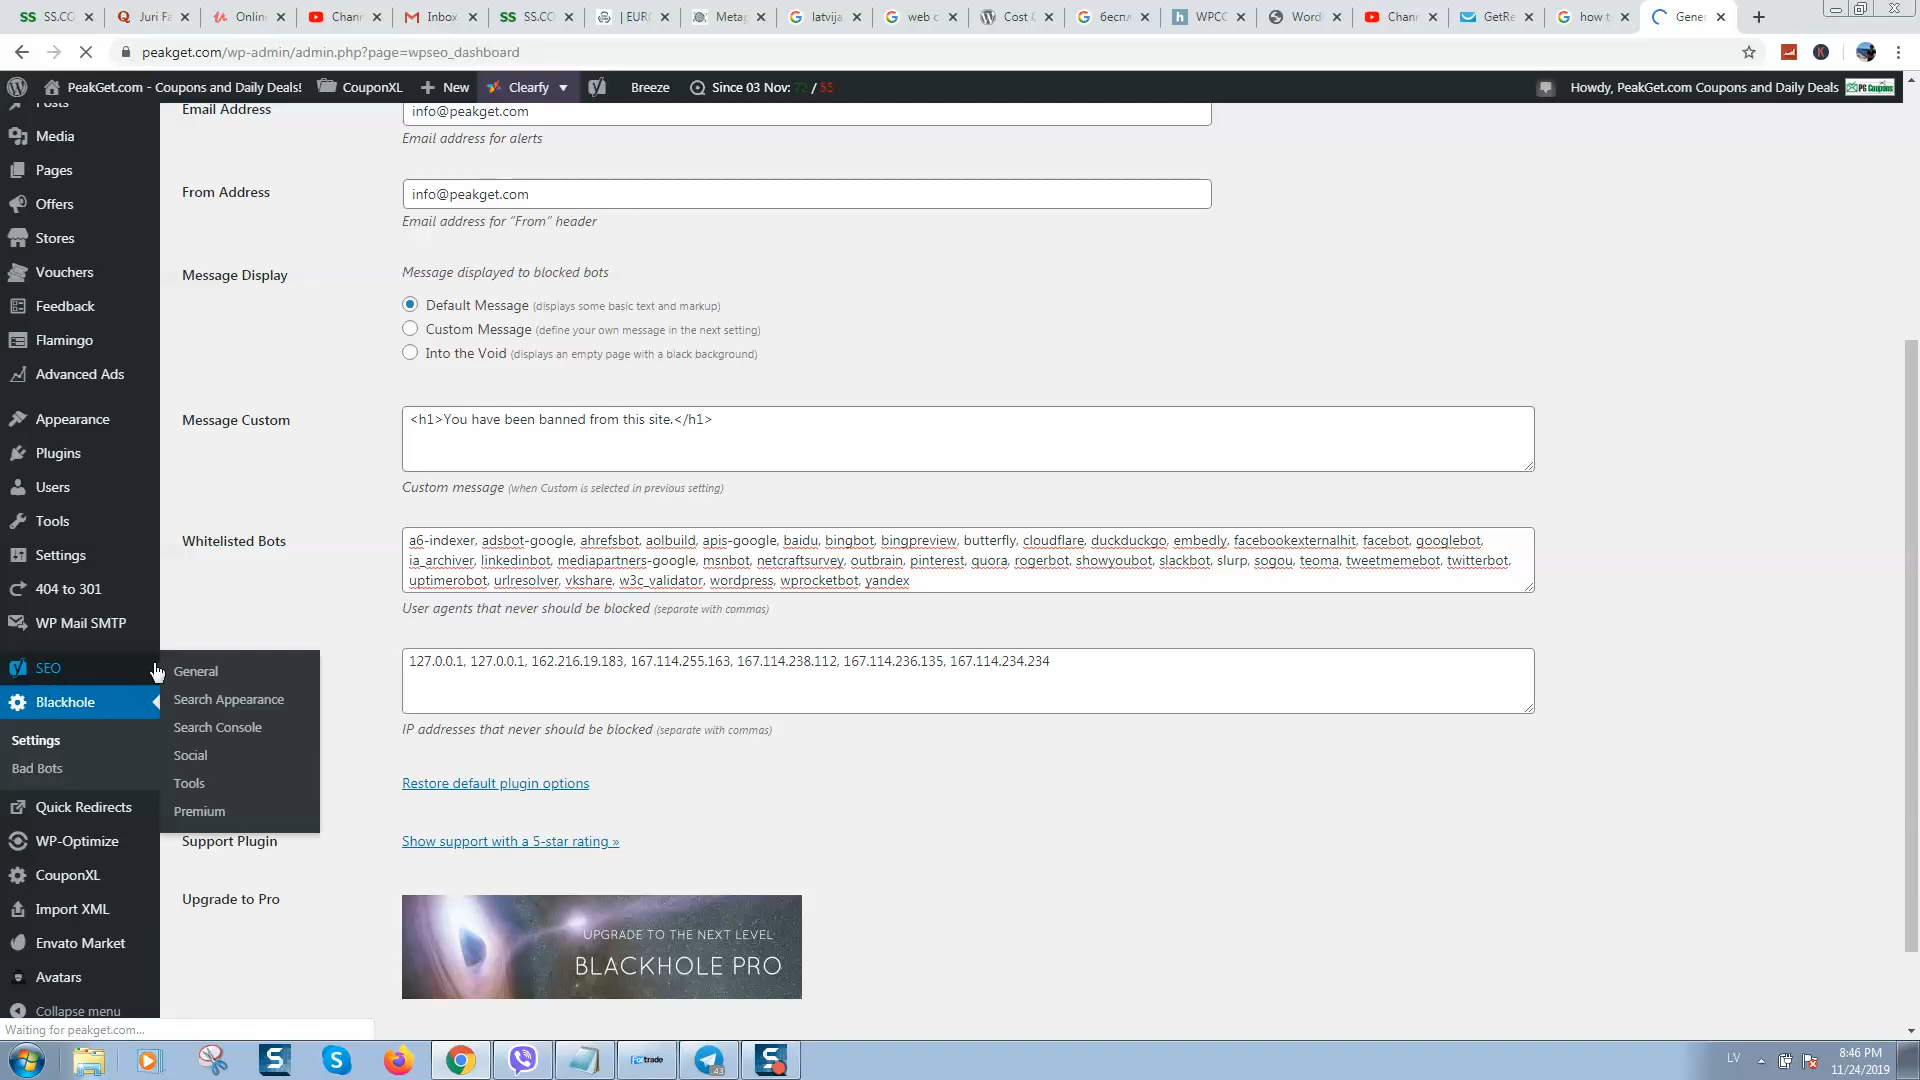 SS.CO
Juri Fa
Onlin
Chann
Inbox
SS.CO
| EUR
Metap
latvija
web c
Cost C
беспл
WPCC
Wordl
Chann
GetRe
how t
Gener
peakget.com/wp-admin/admin.php?page=wpseo_dashboard
PeakGet.com - Coupons and Daily Deals!
CouponXL
New
Clearfy
Breeze
Since 03 Nov: 72 / 55
Howdy, PeakGet.com Coupons and Daily Deals
PG Coupons
Posts
Media
Pages
Offers
Stores
Vouchers
Feedback
Flamingo
Advanced Ads
Appearance
Plugins
Users
Tools
Settings
404 to 301
WP Mail SMTP
SEO
Blackhole
Settings
Bad Bots
Quick Redirects
WP-Optimize
CouponXL
Import XML
Envato Market
Avatars
Collapse menu
General
Search Appearance
Search Console
Social
Tools
Premium
Email Address
info@peakget.com
Email address for alerts
From Address
info@peakget.com
Email address for "From" header
Message Display
Message displayed to blocked bots
Default Message (displays some basic text and markup)
Custom Message (define your own message in the next setting)
Into the Void (displays an empty page with a black background)
Message Custom
<h1>You have been banned from this site.</h1>
Custom message (when Custom is selected in previous setting)
Whitelisted Bots
a6-indexer, adsbot-google, ahrefsbot, aolbuild, apis-google, baidu, bingbot, bingpreview, butterfly, cloudflare, duckduckgo, embedly, facebookexternalhit, facebot, googlebot,
ia_archiver, linkedinbot, mediapartners-google, msnbot, netcraftsurvey, outbrain, pinterest, quora, rogerbot, showyoubot, slackbot, slurp, sogou, teoma, tweetmemebot, twitterbot,
uptimerobot, urlresolver, vkshare, w3c_validator, wordpress, wprocketbot, yandex
User agents that never should be blocked (separate with commas)
127.0.0.1, 127.0.0.1, 162.216.19.183, 167.114.255.163, 167.114.238.112, 167.114.236.135, 167.114.234.234
IP addresses that never should be blocked (separate with commas)
Restore default plugin options
Support Plugin
Show support with a 5-star rating »
Upgrade to Pro
UPGRADE TO THE NEXT LEVEL
BLACKHOLE PRO
Waiting for peakget.com...
Fortrade
43
LV
8:46 PM
11/24/2019